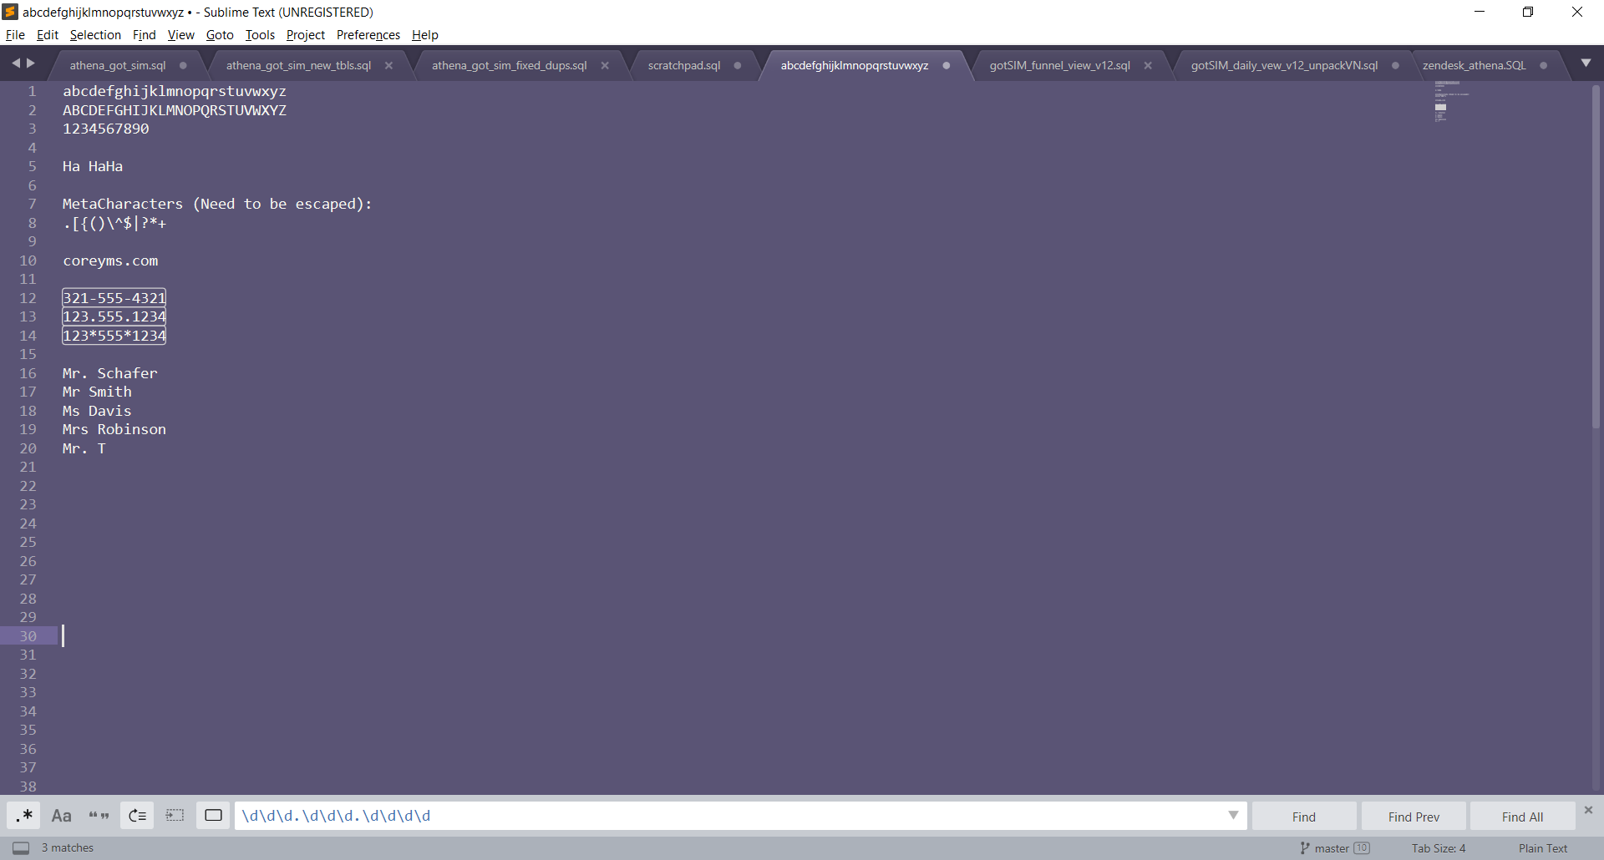 abcdefghijklmnopqrstuvwxyz • - Sublime Text (UNREGISTERED)
File Edit Selection Find View Goto Tools Project Preferences Help
athena_got_sim.sql athena_got_sim_new_tbls.sql athena_got_sim_fixed_dups.sql scratchpad.sql abcdefghijklmnopqrstuvwxyz gotSIM_funnel_view_v12.sql gotSIM_daily_vew_v12_unpackVN.sql zendesk_athena.SQL
1 abcdefghijklmnopqrstuvwxyz
2 ABCDEFGHIJKLMNOPQRSTUVWXYZ
3 1234567890
4
5 Ha HaHa
6
7 MetaCharacters (Need to be escaped):
8 .[{()\^$|?*+
9
10 coreyms.com
11
12 321-555-4321
13 123.555.1234
14 123*555*1234
15
16 Mr. Schafer
17 Mr Smith
18 Ms Davis
19 Mrs Robinson
20 Mr. T
21
22
23
24
25
26
27
28
29
30
31
32
33
34
35
36
37
38
.* Aa “” \d\d\d.\d\d\d.\d\d\d\d Find Find Prev Find All
3 matches master 10 Tab Size: 4 Plain Text